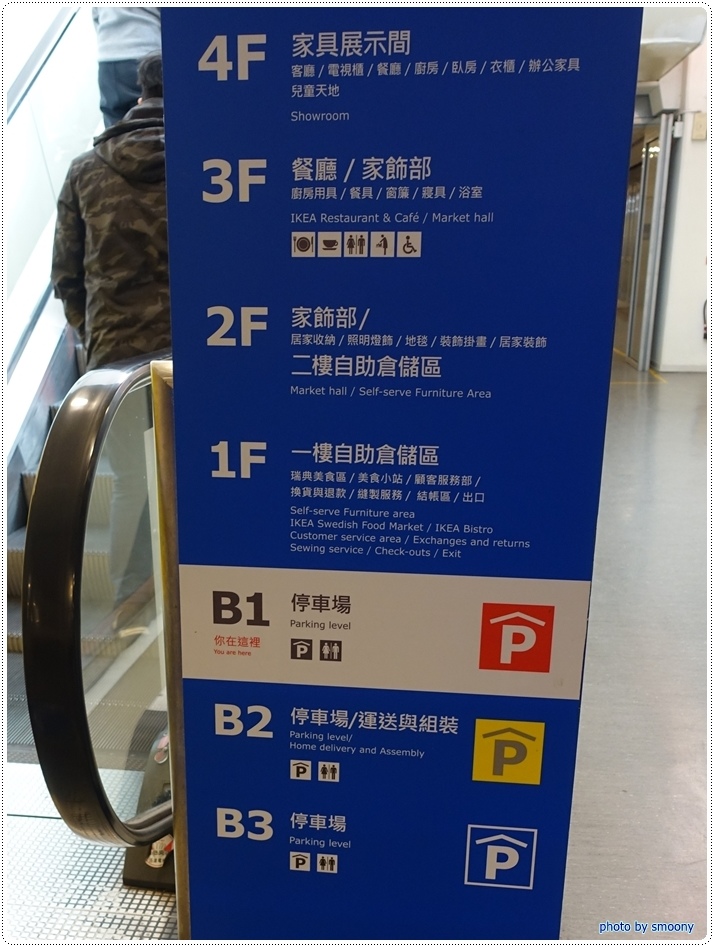 4F
家具展示間
客廳 / 電視櫃 / 餐廳 / 廚房 / 臥房 / 衣櫃 / 辦公家具
兒童天地
Showroom
3F
餐廳 / 家飾部
廚房用具 / 餐具 / 窗簾 / 寢具 / 浴室
IKEA Restaurant & Café / Market hall
2F
家飾部/
居家收納 / 照明燈飾 / 地毯 / 裝飾掛畫 / 居家裝飾
二樓自助倉儲區
Market hall / Self-serve Furniture Area
1F
一樓自助倉儲區
瑞典美食區 / 美食小站 / 顧客服務部 /
換貨與退款 / 縫製服務 / 結帳區 / 出口
Self-serve Furniture area
IKEA Swedish Food Market / IKEA Bistro
Customer service area / Exchanges and returns
Sewing service / Check-outs / Exit
B1
你在這裡
You are here
停車場
Parking level
P
P
B2
停車場/運送與組裝
Parking level/
Home delivery and Assembly
P
P
B3
停車場
Parking level
P
P
photo by smoony